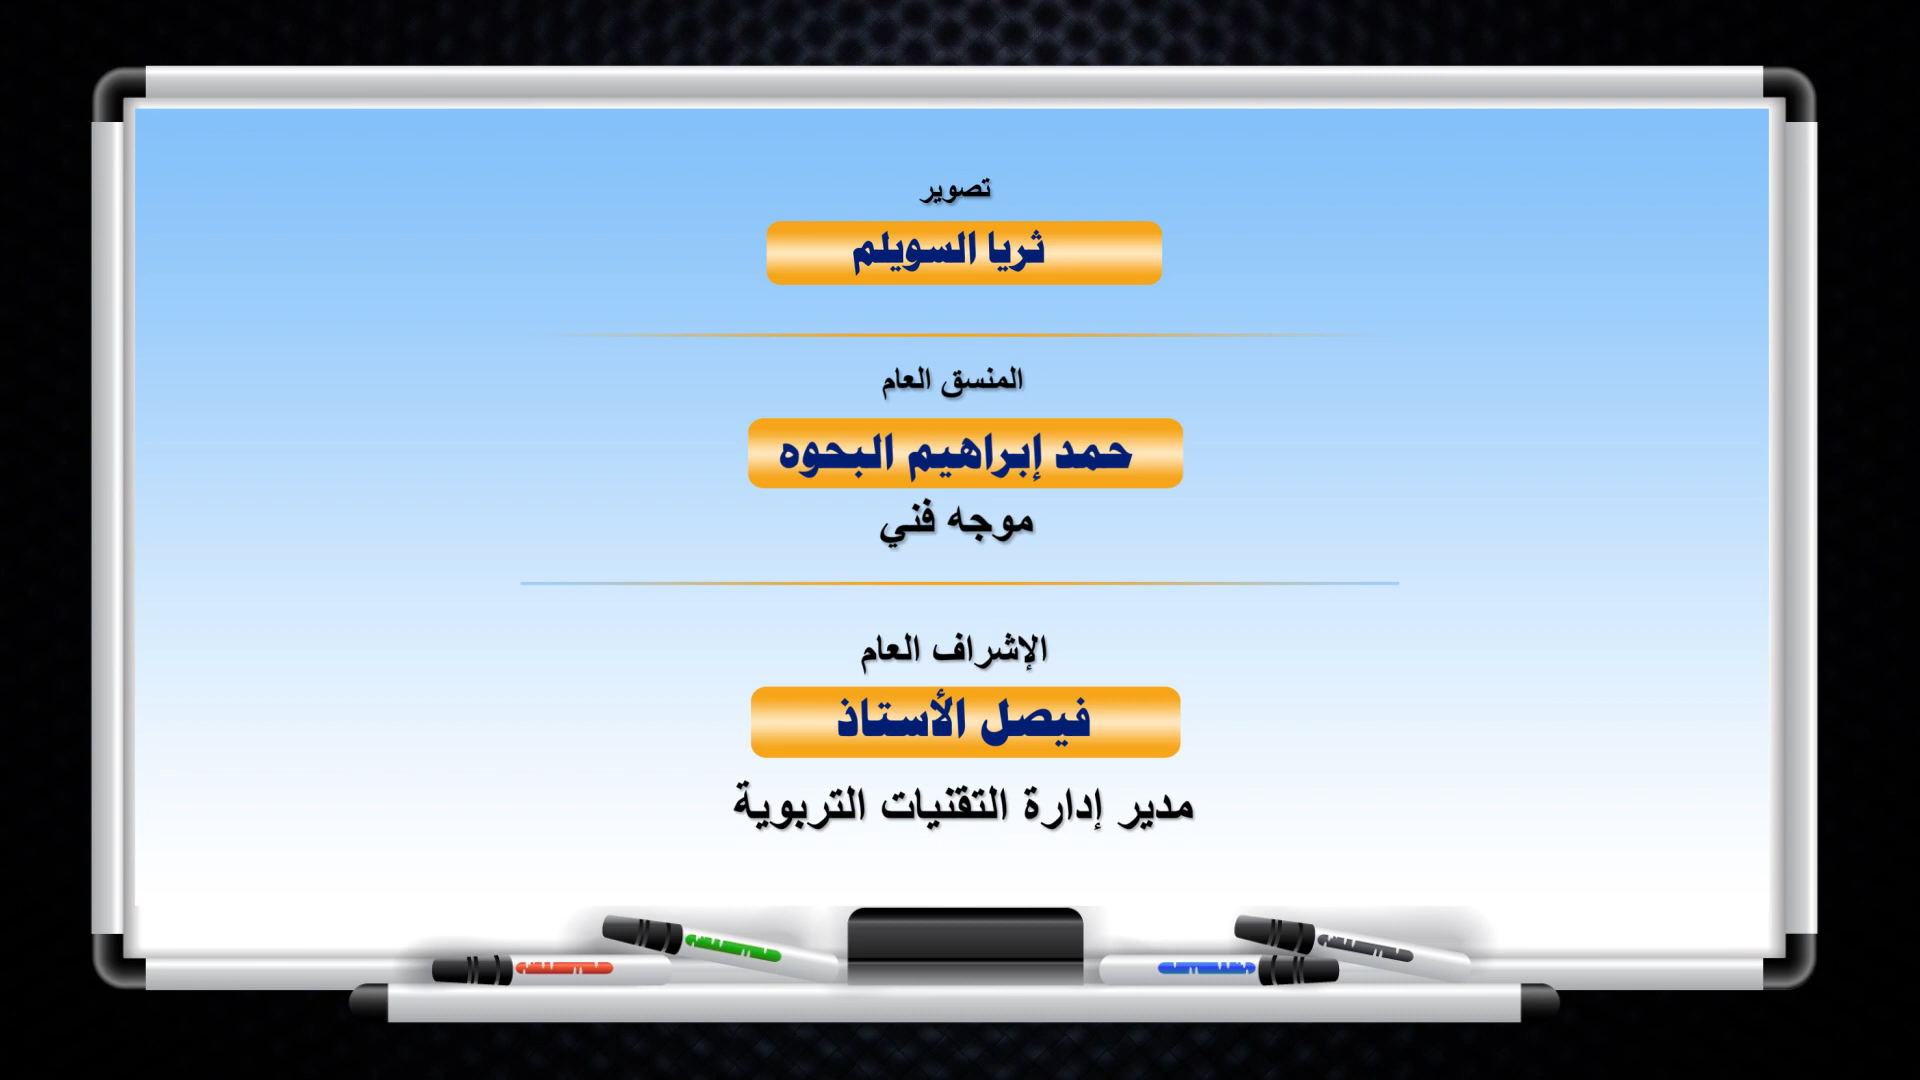 تصوير
ثريا السويلم
المنسق العام
حمد إبراهيم البحوه
موجه فني
الإشراف العام
فيصل الأستاذ
مدير إدارة التقنيات التربوية